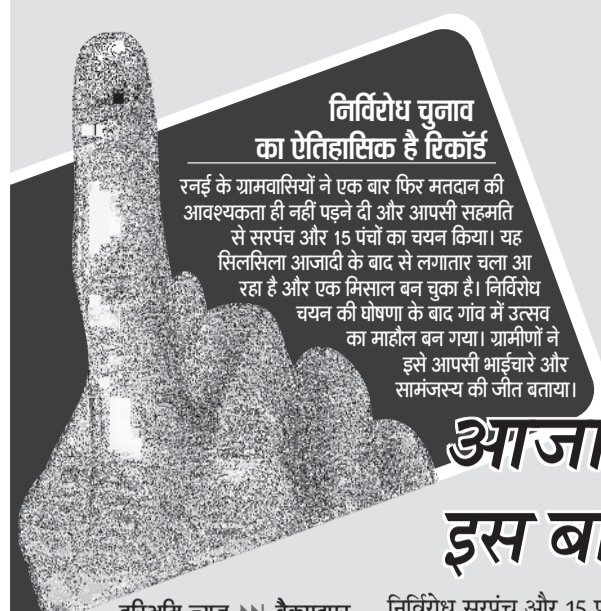 निर्विरोध चुनाव
का ऐतिहासिक है रिकॉर्ड
रनई के ग्रामवासियों ने एक बार फिर मतदान की
आवश्यकता ही नहीं पड़ने दी और आपसी सहमति
से सरपंच और 15 पंचों का चयन किया। यह
सिलसिला आजादी के बाद से लगातार चला आ
रहा है और एक मिसाल बन चुका है। निर्विरोध
चयन की घोषणा के बाद गांव में उत्सव
का माहौल बन गया। ग्रामीणों ने
इसे आपसी भाईचारे और
सामंजस्य की जीत बताया।
आजा
इस बा
निर्विरोध सरपंच और 15